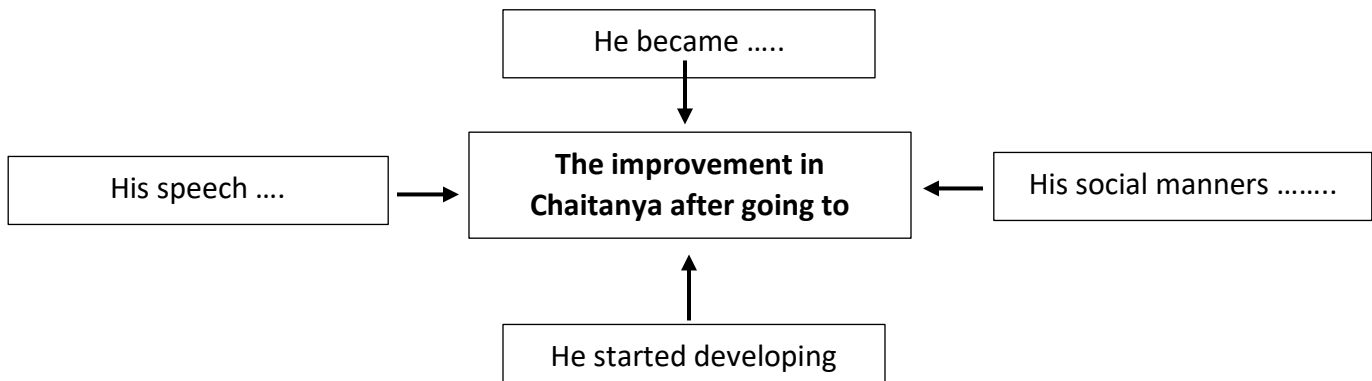 He became …..
The improvement in
Chaitanya after going to
His speech ….
His social manners ……..
He started developing